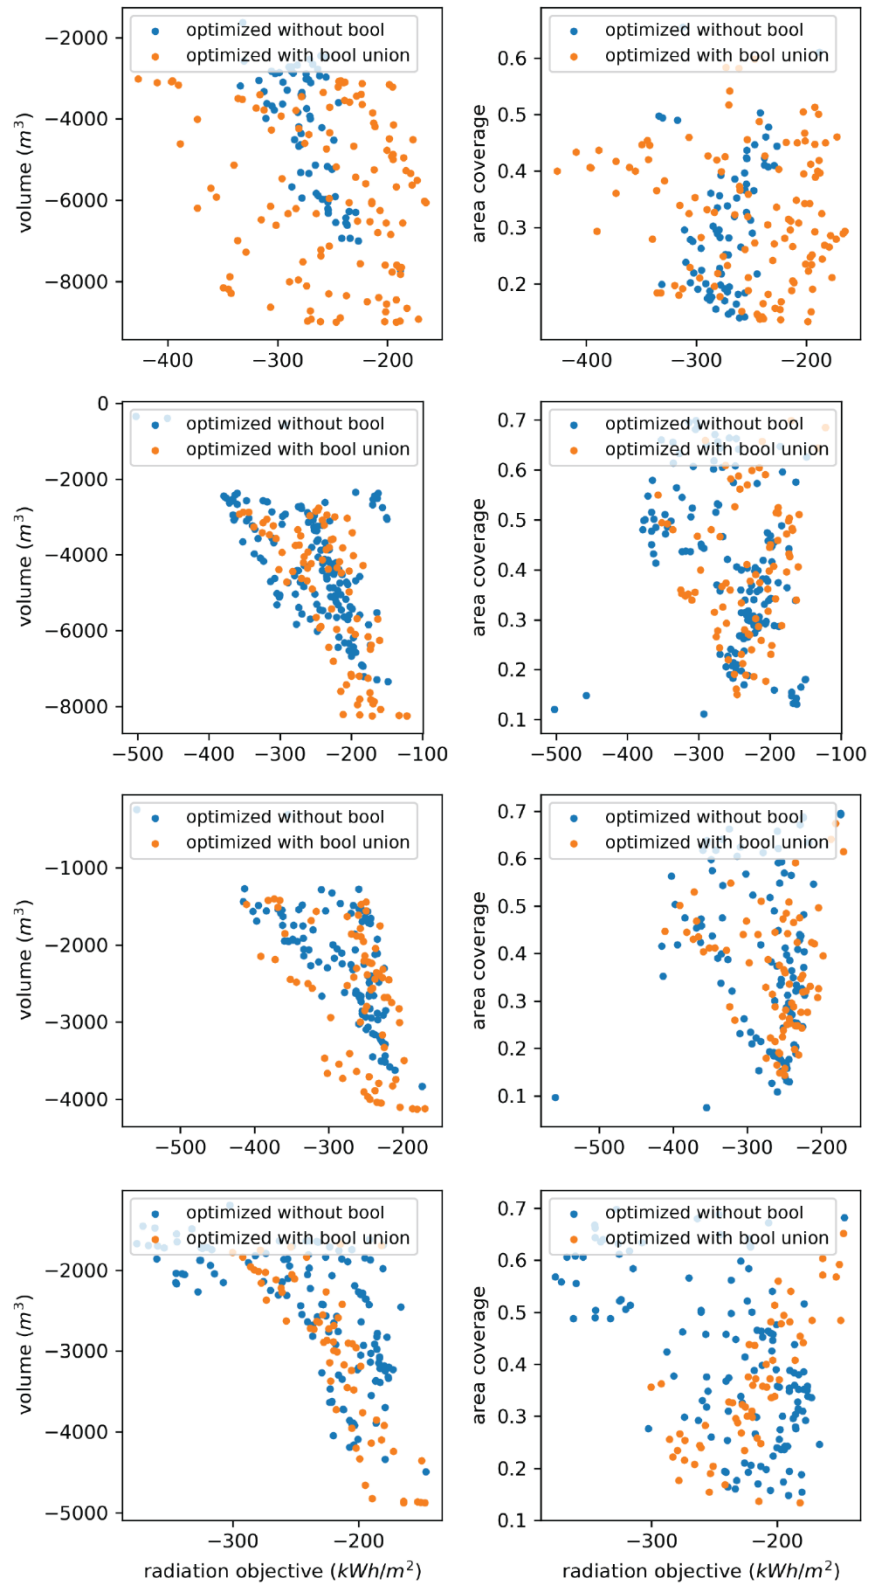 optimized without bool
optimized with bool union
−2000
−4000
−6000
−8000
volume (m³)
−400
−300
−200
optimized without bool
optimized with bool union
0.6
0.5
0.4
0.3
0.2
area coverage
−400
−300
−200
optimized without bool
optimized with bool union
0
−2000
−4000
−6000
−8000
volume (m³)
−500
−400
−300
−200
−100
optimized without bool
optimized with bool union
0.7
0.6
0.5
0.4
0.3
0.2
0.1
area coverage
−500
−400
−300
−200
−100
optimized without bool
optimized with bool union
−1000
−2000
−3000
−4000
volume (m³)
−500
−400
−300
−200
optimized without bool
optimized with bool union
0.7
0.6
0.5
0.4
0.3
0.2
0.1
area coverage
−500
−400
−300
−200
optimized without bool
optimized with bool union
−2000
−3000
−4000
−5000
volume (m³)
−300
−200
radiation objective (kWh/m²)
optimized without bool
optimized with bool union
0.7
0.6
0.5
0.4
0.3
0.2
0.1
area coverage
−300
−200
radiation objective (kWh/m²)